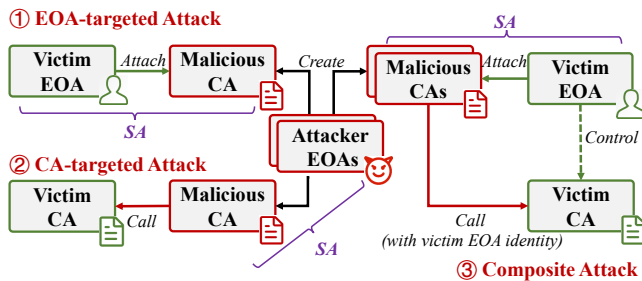 ① EOA-targeted Attack
Victim
EOA
Attach
Malicious
CA
SA
Create
Attacker
EOAs
SA
② CA-targeted Attack
Victim
CA
Call
Malicious
CA
SA
Malicious
CAs
Attach
Victim
EOA
Control
Victim
CA
Call
(with victim EOA identity)
③ Composite Attack